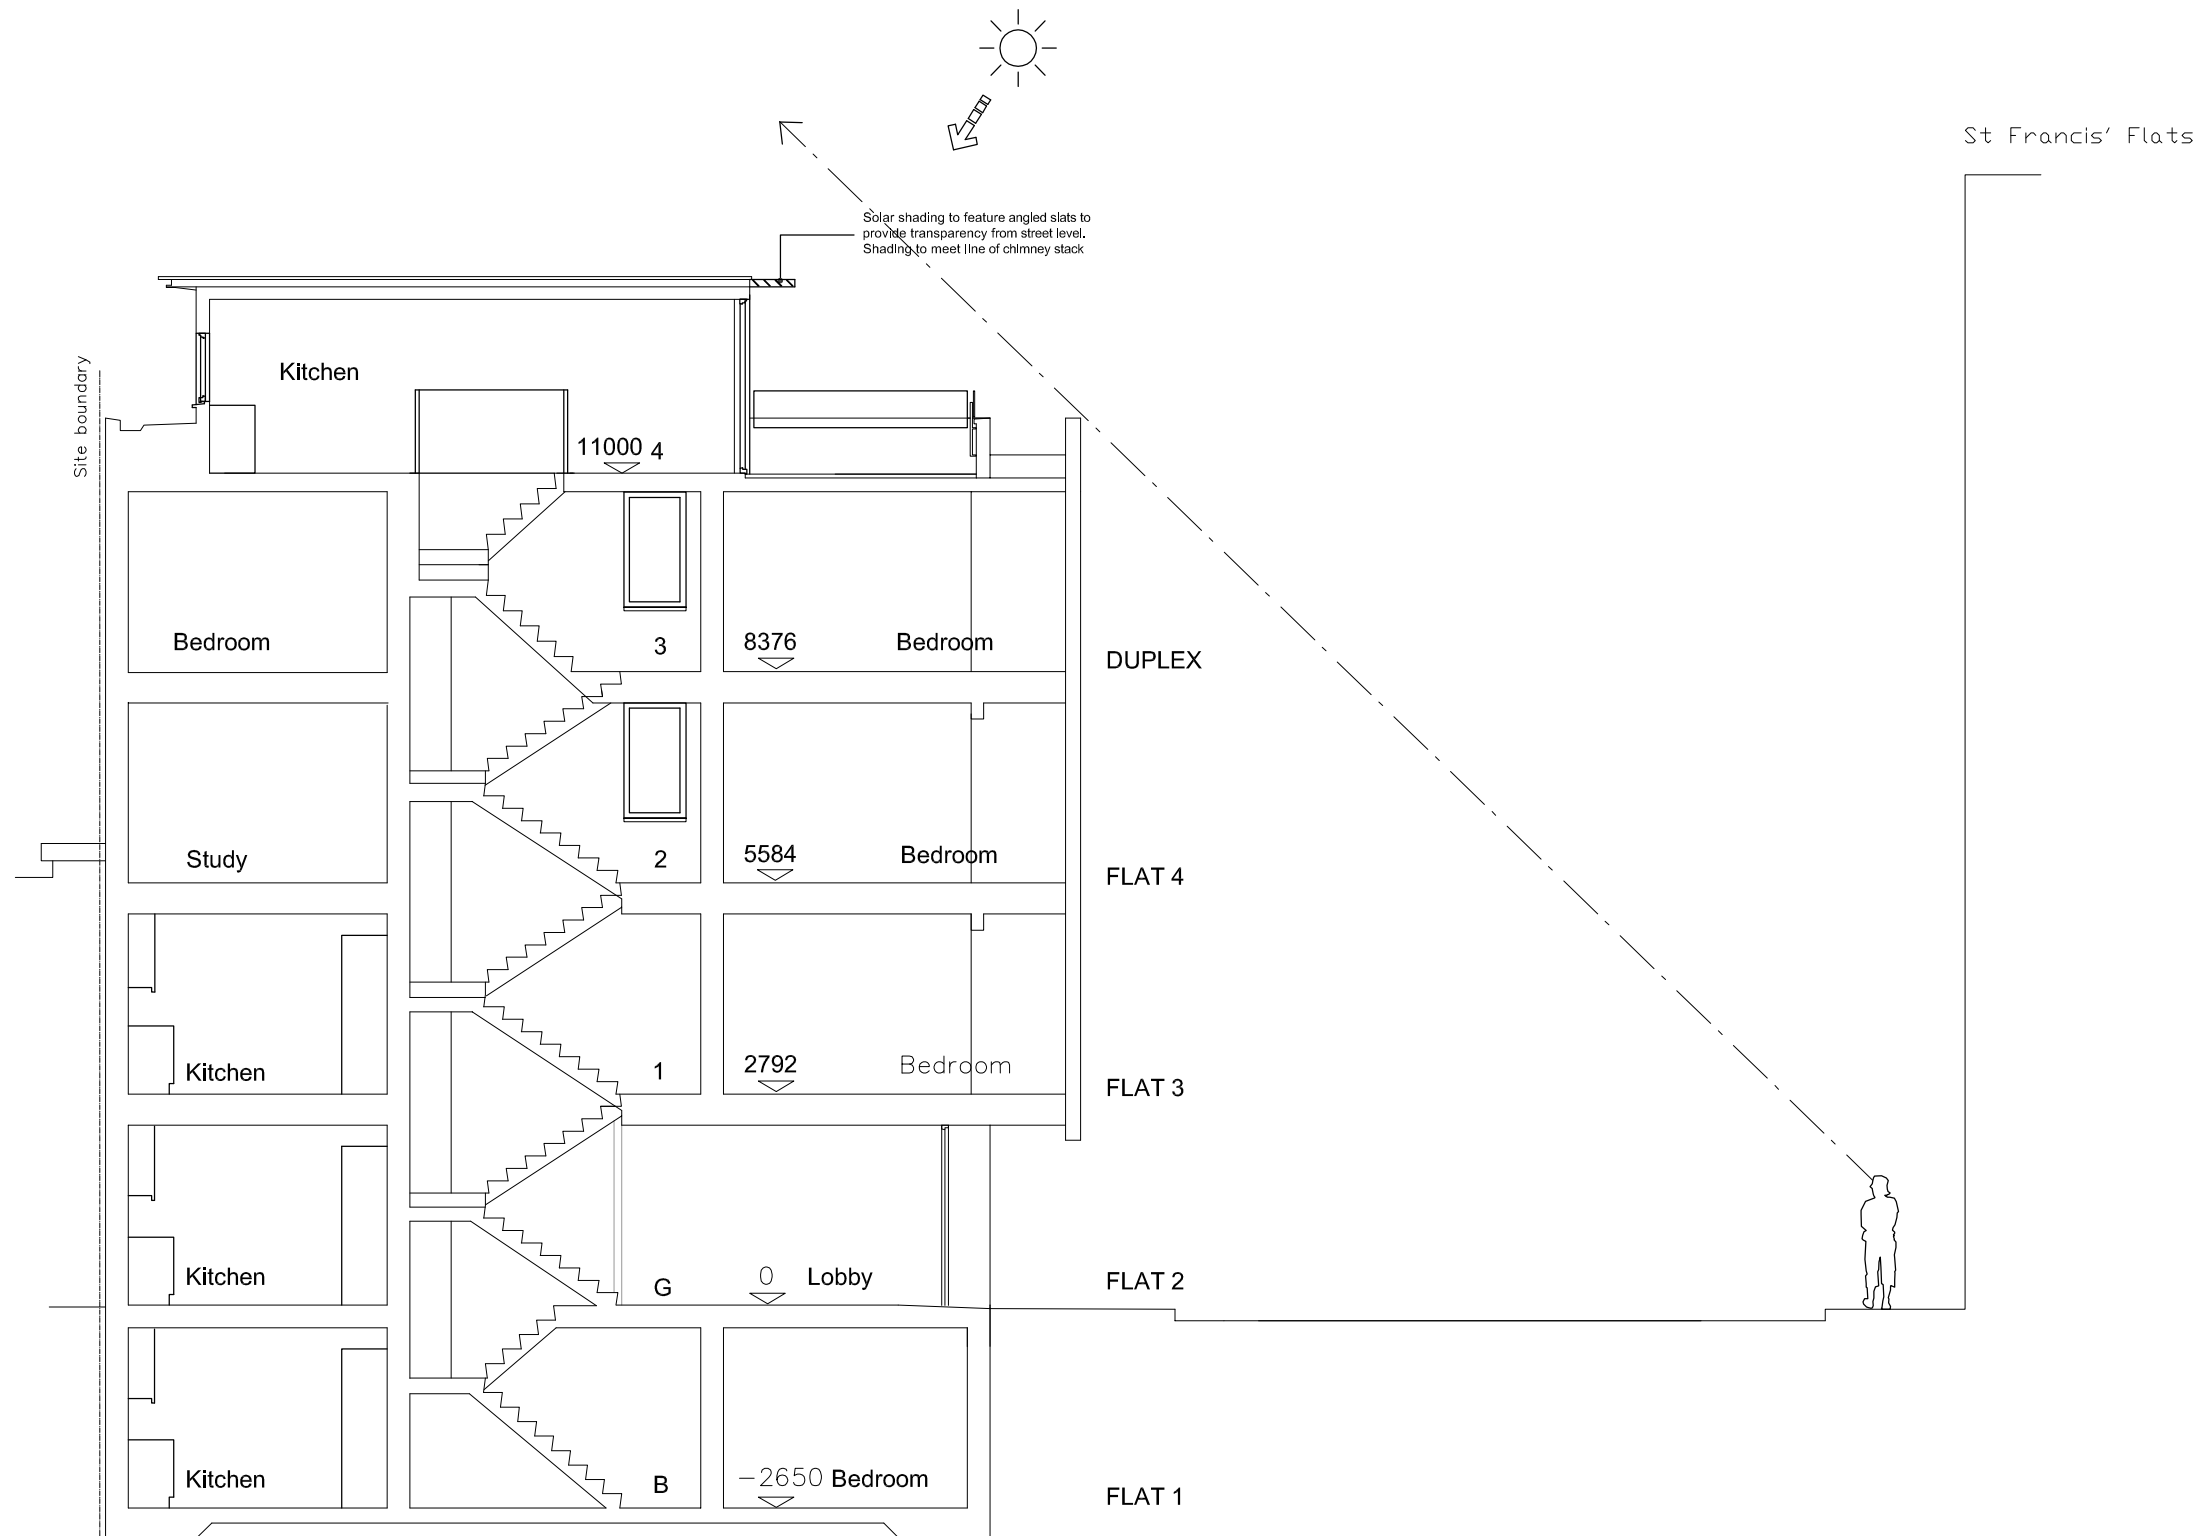 St Francis' Flats
Solar shading to feature angled slats to
provide transparency from street level.
Shading to meet line of chimney stack
Site boundary
Kitchen
11000 4
Bedroom
3
8376
Bedroom
DUPLEX
Study
2
5584
Bedroom
FLAT 4
Kitchen
1
2792
Bedroom
FLAT 3
Kitchen
G
0
Lobby
FLAT 2
Kitchen
B
-2650 Bedroom
FLAT 1